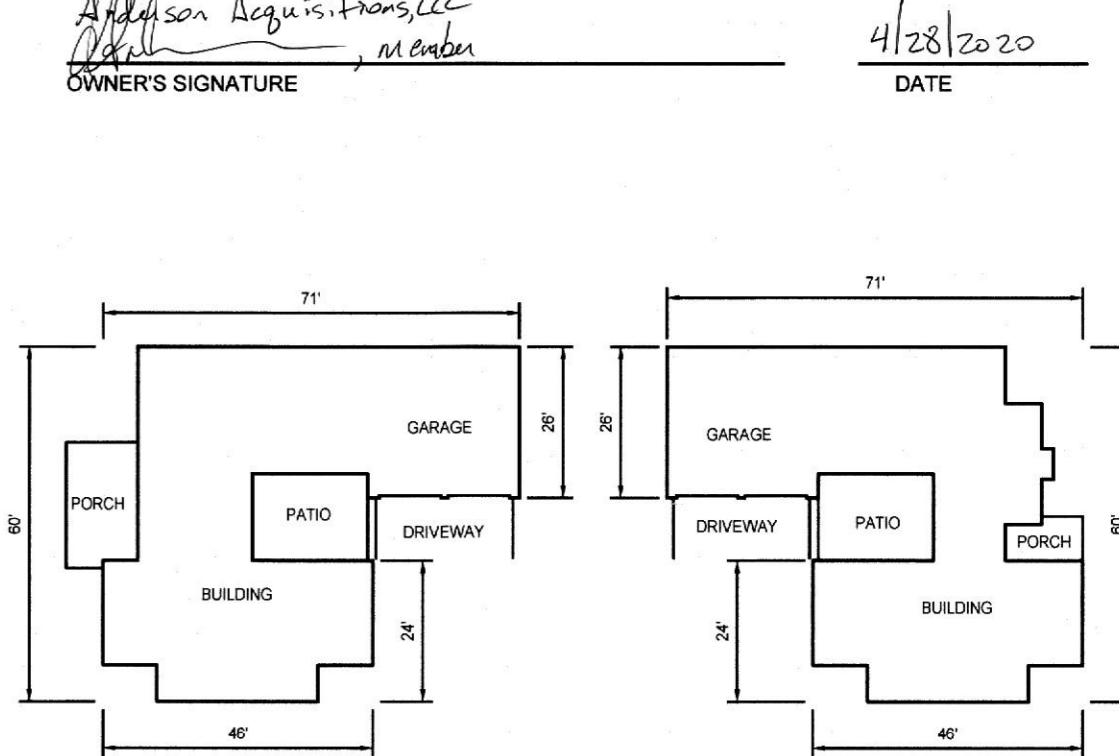 Anderson Acquisitions, LLC
, member
4/28/2020
OWNER'S SIGNATURE
DATE
71'
71'
60'
26'
26'
60'
GARAGE
GARAGE
PORCH
PATIO
DRIVEWAY
DRIVEWAY
PATIO
PORCH
BUILDING
BUILDING
24'
24'
46'
46'